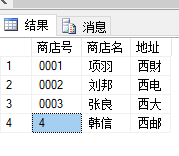 结果 消息
商店号 商店名 地址
1 0001 项羽 西财
2 0002 刘邦 西电
3 0003 张良 西大
4 4 韩信 西邮